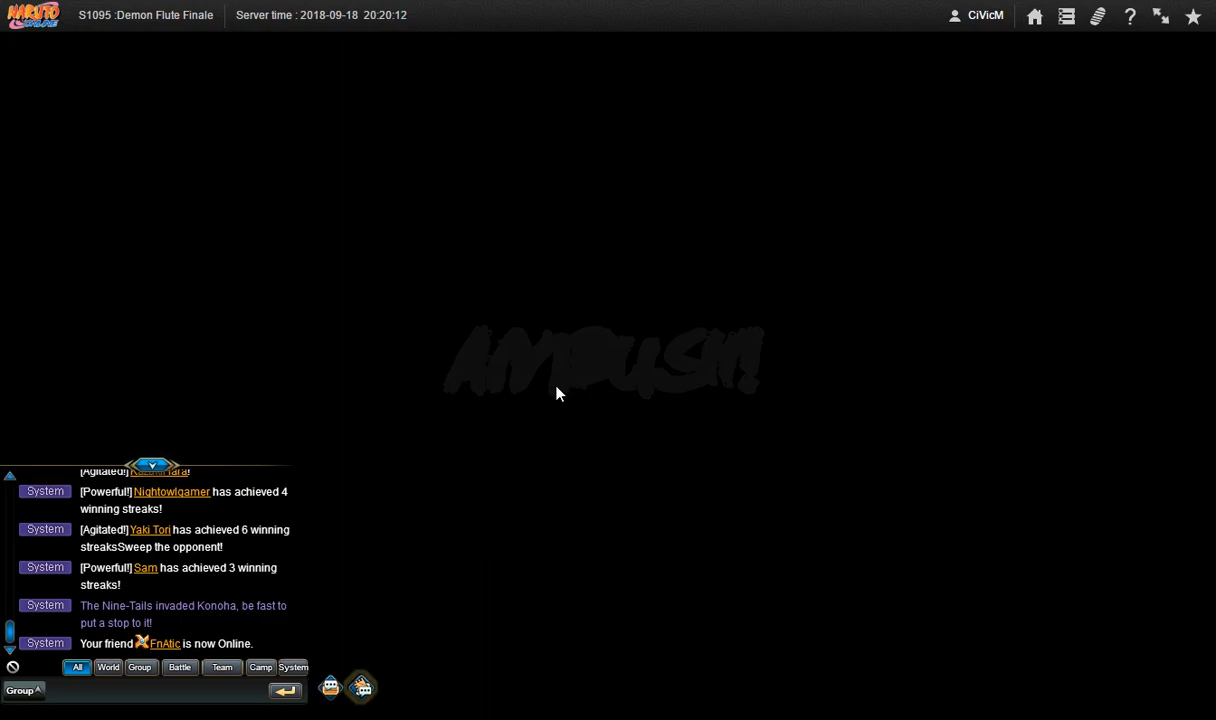 NARUTO ONLINE S1095 :Demon Flute Finale Server time : 2018-09-18 20:20:12 CiVicM ?
AMBUSH!
[Agitated!]
System [Powerful!]Nightowlgamer has achieved 4
winning streaks!
System [Agitated!]Yaki Tori has achieved 6 winning
streaksSweep the opponent!
System [Powerful!]Sam has achieved 3 winning
streaks!
System The Nine-Tails invaded Konoha, be fast to
put a stop to it!
System Your friend FnAtic is now Online.
All World Group Battle Team Camp System
Group